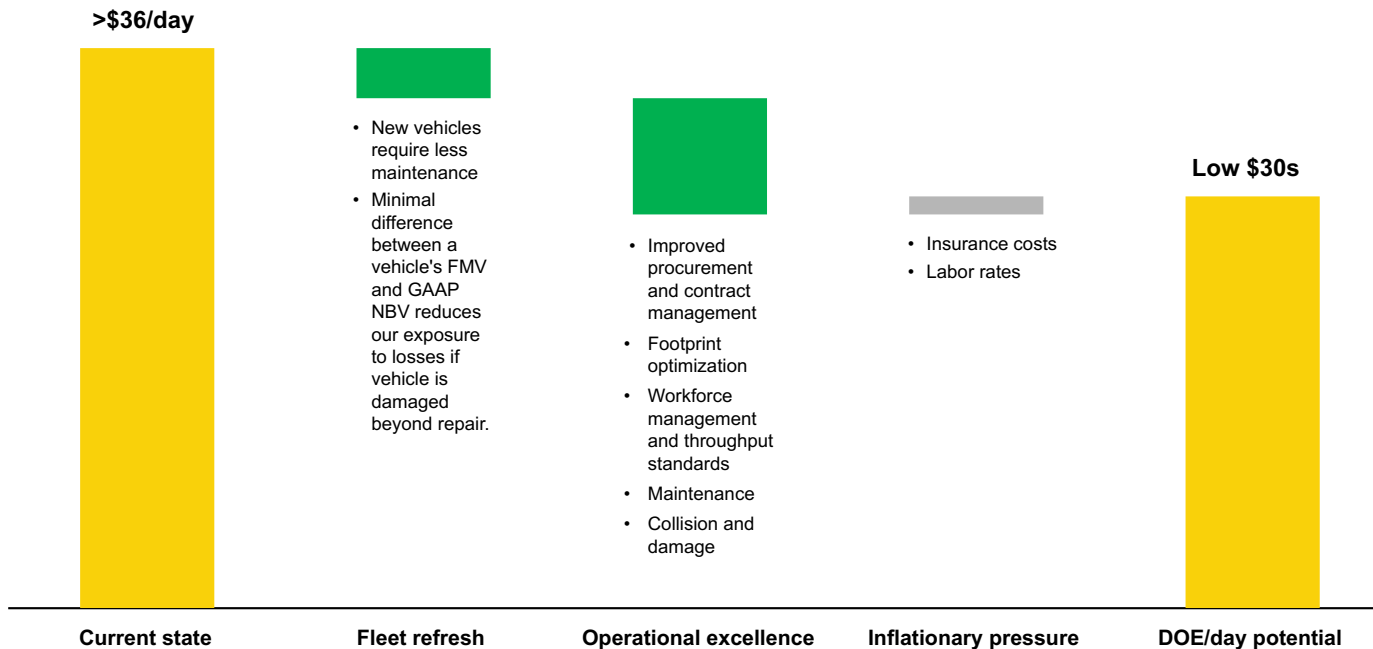 >$36/day
• New vehicles
require less
maintenance
• Minimal
difference
between a
vehicle's FMV
and GAAP
NBV reduces
our exposure
to losses if
vehicle is
damaged
beyond repair.
• Improved
procurement
and contract
management
• Footprint
optimization
• Workforce
management
and throughput
standards
• Maintenance
• Collision and
damage
• Insurance costs
• Labor rates
Low $30s
Current state
Fleet refresh
Operational excellence
Inflationary pressure
DOE/day potential